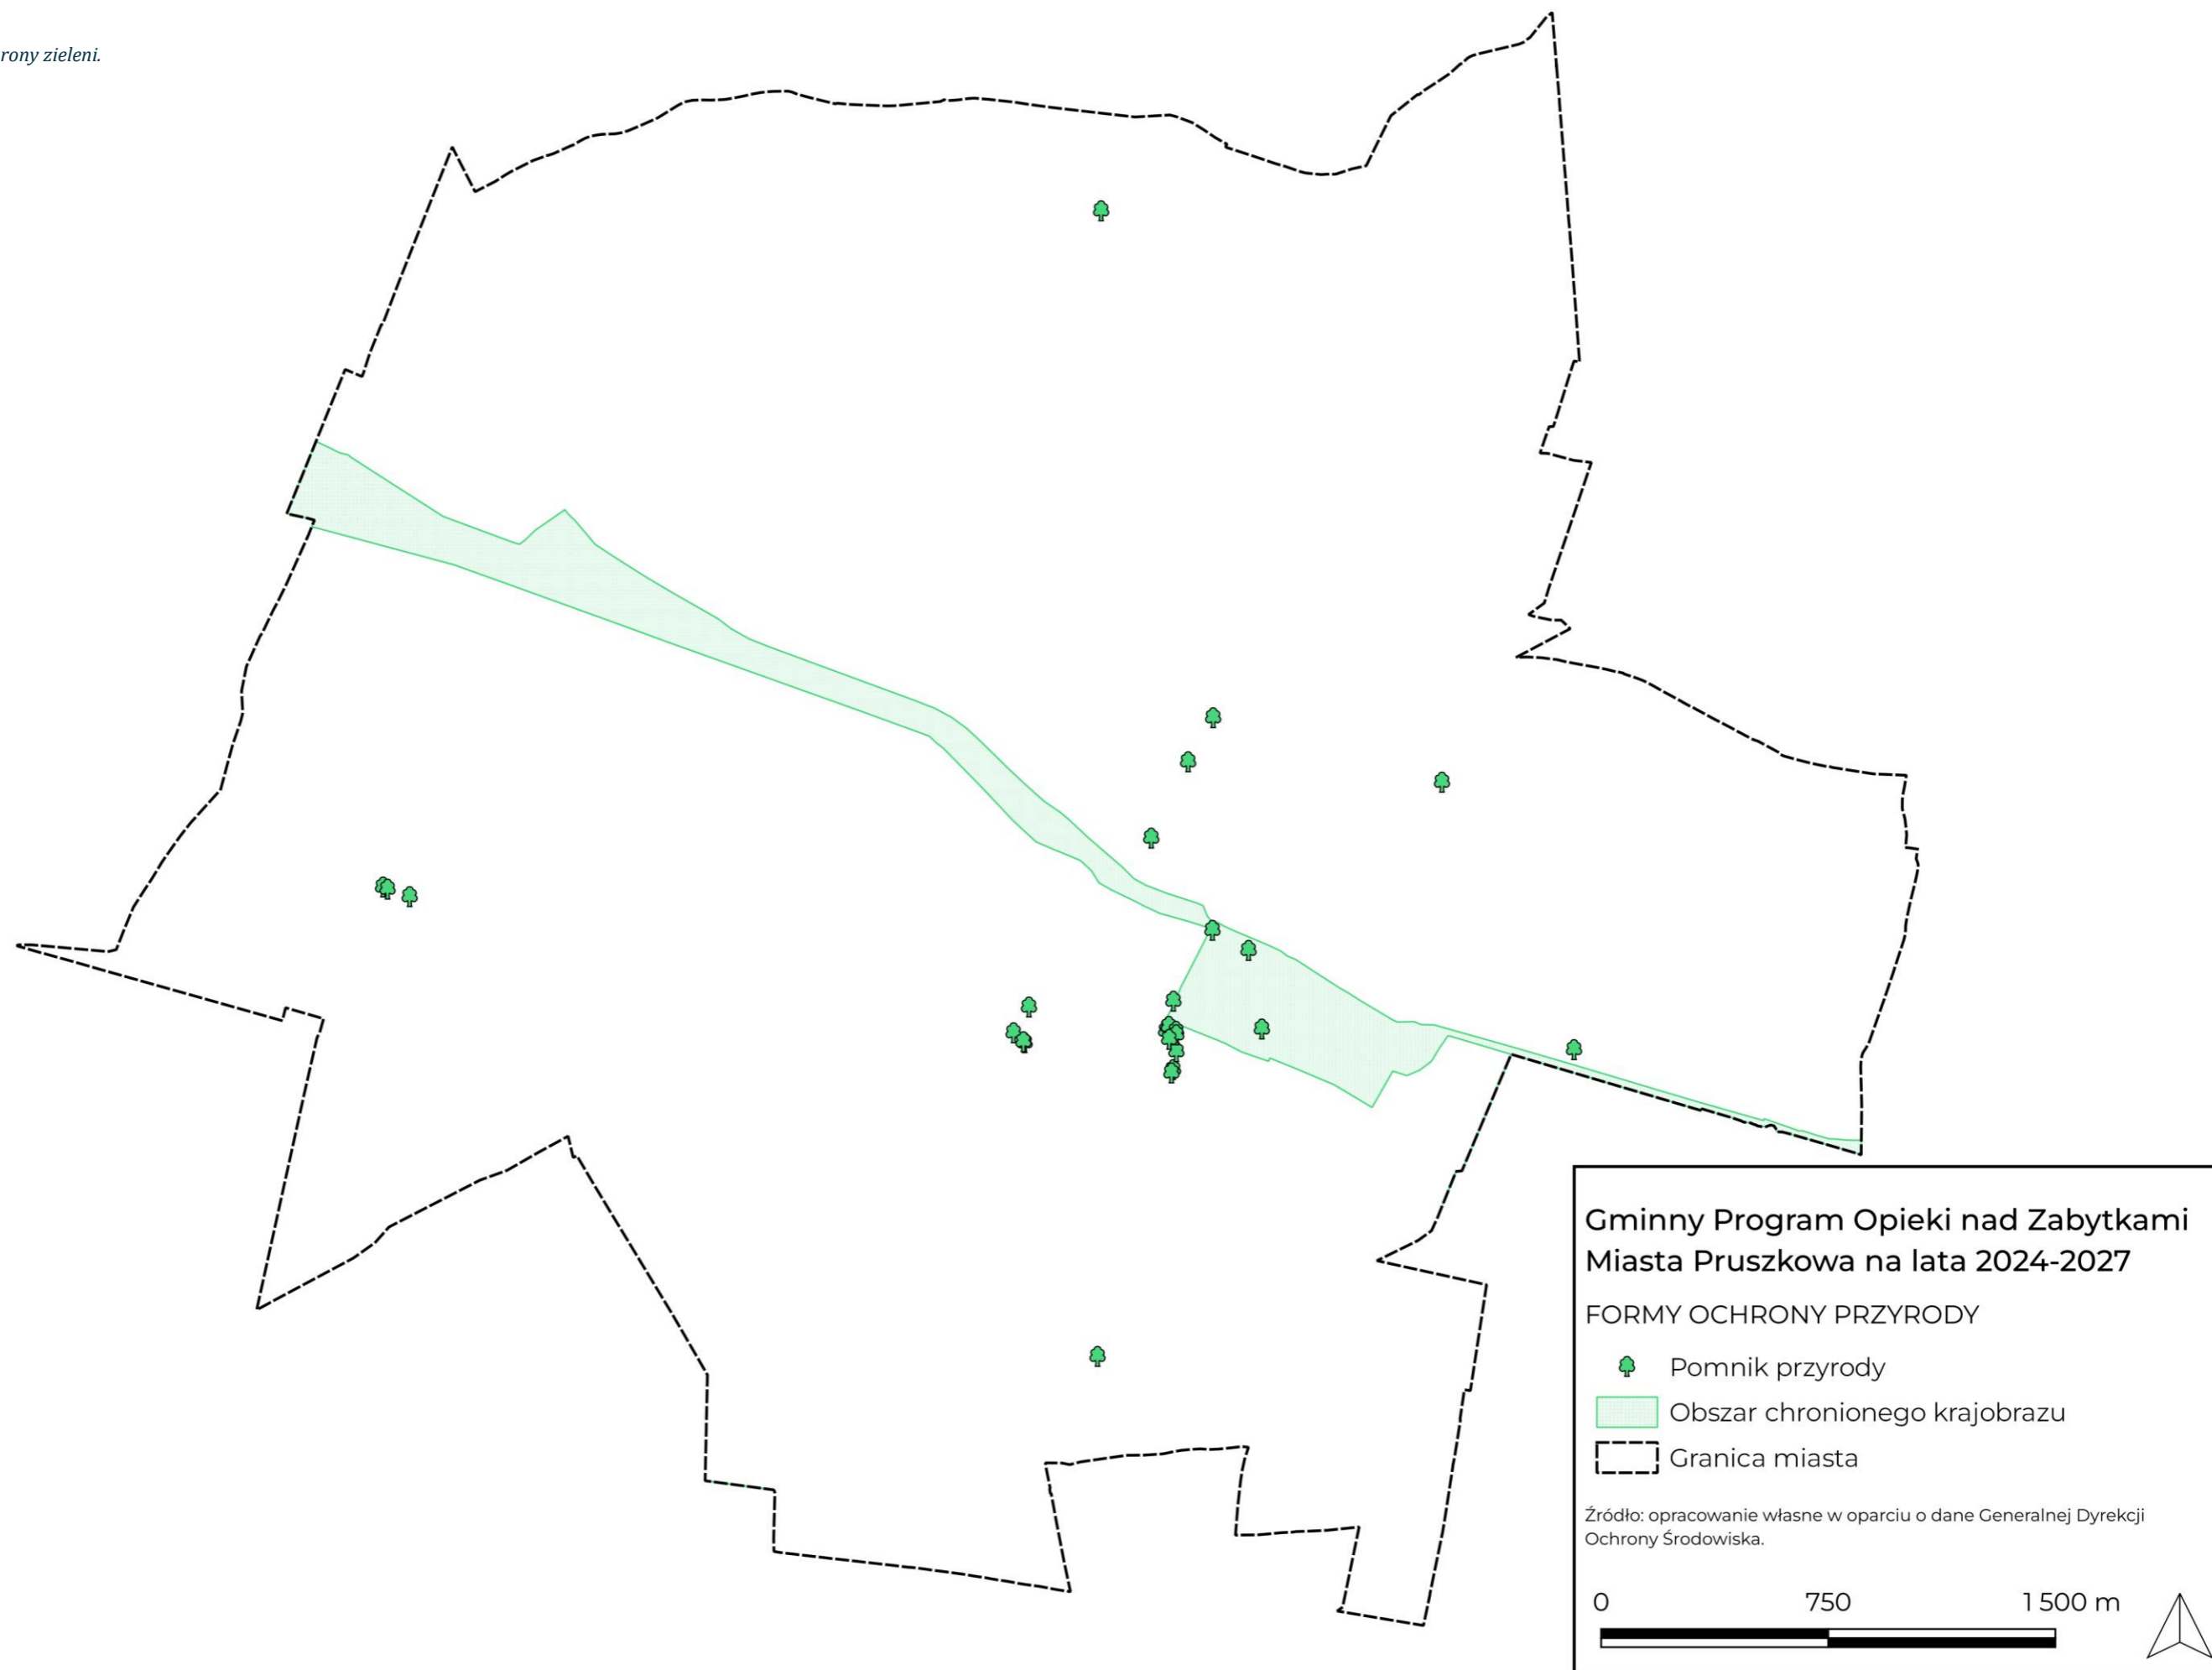 rony zieleni.
Gminny Program Opieki nad Zabytkami
Miasta Pruszkowa na lata 2024-2027
FORMY OCHRONY PRZYRODY
Pomnik przyrody
Obszar chronionego krajobrazu
Granica miasta
Źródło: opracowanie własne w oparciu o dane Generalnej Dyrekcji
Ochrony Środowiska.
0 750 1 500 m